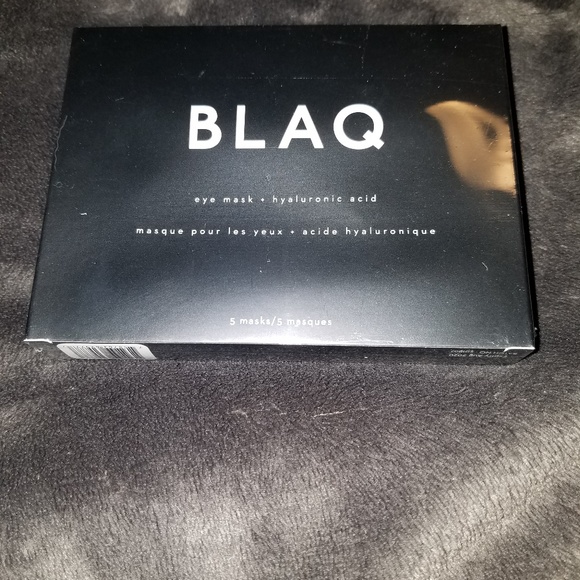 BLAQ
eye mask + hyaluronic acid
masque pour les yeux + acide hyaluronique
5 masks/5 masques